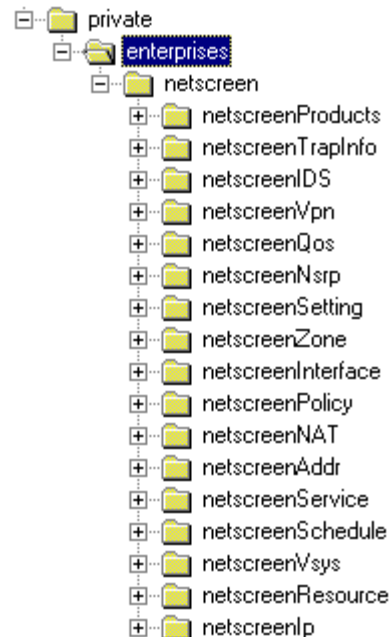 private
enterprises
netscreen
netscreenProducts
netscreenTrapInfo
netscreenIDS
netscreenVpn
netscreenQos
netscreenNsrp
netscreenSetting
netscreenZone
netscreenInterface
netscreenPolicy
netscreenNAT
netscreenAddr
netscreenService
netscreenSchedule
netscreenVsys
netscreenResource
netscreenIp